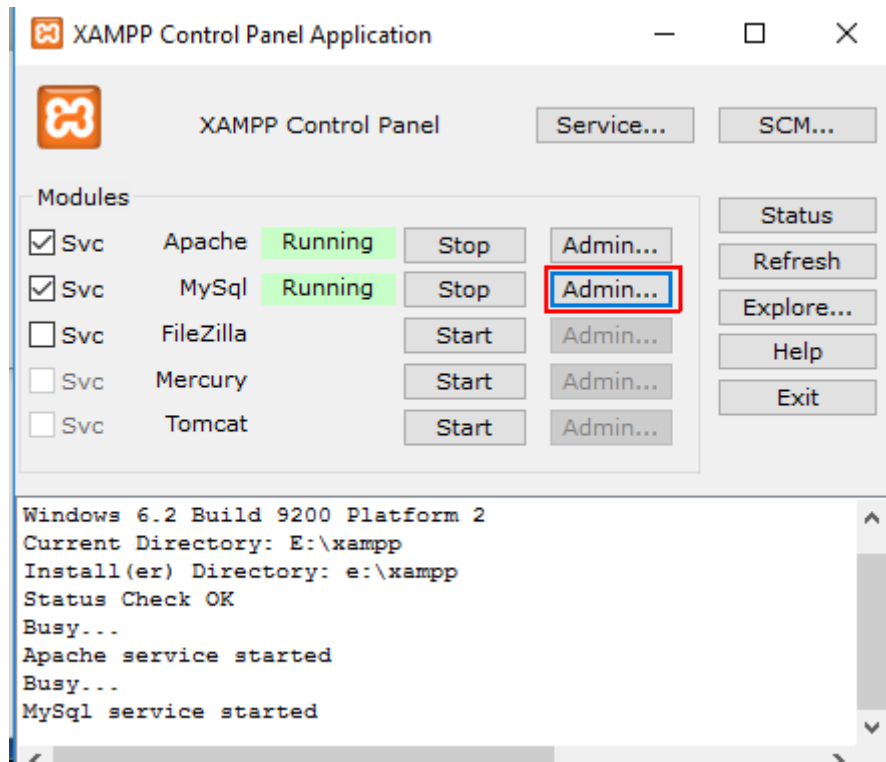 XAMPP Control Panel Application
XAMPP Control Panel Service... SCM...
Modules
Svc Apache Running Stop Admin...
Svc MySql Running Stop Admin...
Svc FileZilla Start Admin...
Svc Mercury Start Admin...
Svc Tomcat Start Admin...
Status
Refresh
Explore...
Help
Exit
Windows 6.2 Build 9200 Platform 2
Current Directory: E:\xampp
Install(er) Directory: e:\xampp
Status Check OK
Busy...
Apache service started
Busy...
MySql service started